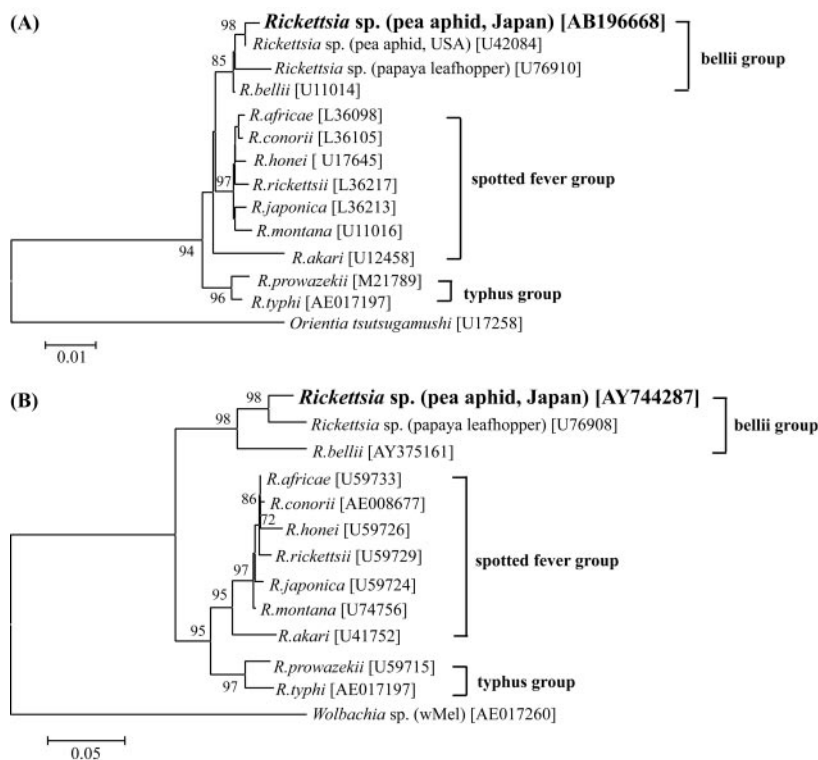 (A)
98
Rickettsia sp. (pea aphid, Japan) [AB196668]
Rickettsia sp. (pea aphid, USA) [U42084]
85
Rickettsia sp. (papaya leafhopper) [U76910]
bellii group
R.bellii [U11014]
R.africae [L36098]
R.conorii [L36105]
R.honei [ U17645]
97
R.rickettsii [L36217]
spotted fever group
R.japonica [L36213]
R.montana [U11016]
94
R.akari [U12458]
R.prowazekii [M21789]
typhus group
96
R.typhi [AE017197]
Orientia tsutsugamushi [U17258]
0.01
(B)
98
Rickettsia sp. (pea aphid, Japan) [AY744287]
98
Rickettsia sp. (papaya leafhopper) [U76908]
bellii group
R.bellii [AY375161]
R.africae [U59733]
86
R.conorii [AE008677]
72
R.honei [U59726]
R.rickettsii [U59729]
spotted fever group
97
R.japonica [U59724]
95
R.montana [U74756]
95
R.akari [U41752]
R.prowazekii [U59715]
typhus group
97
R.typhi [AE017197]
Wolbachia sp. (wMel) [AE017260]
0.05